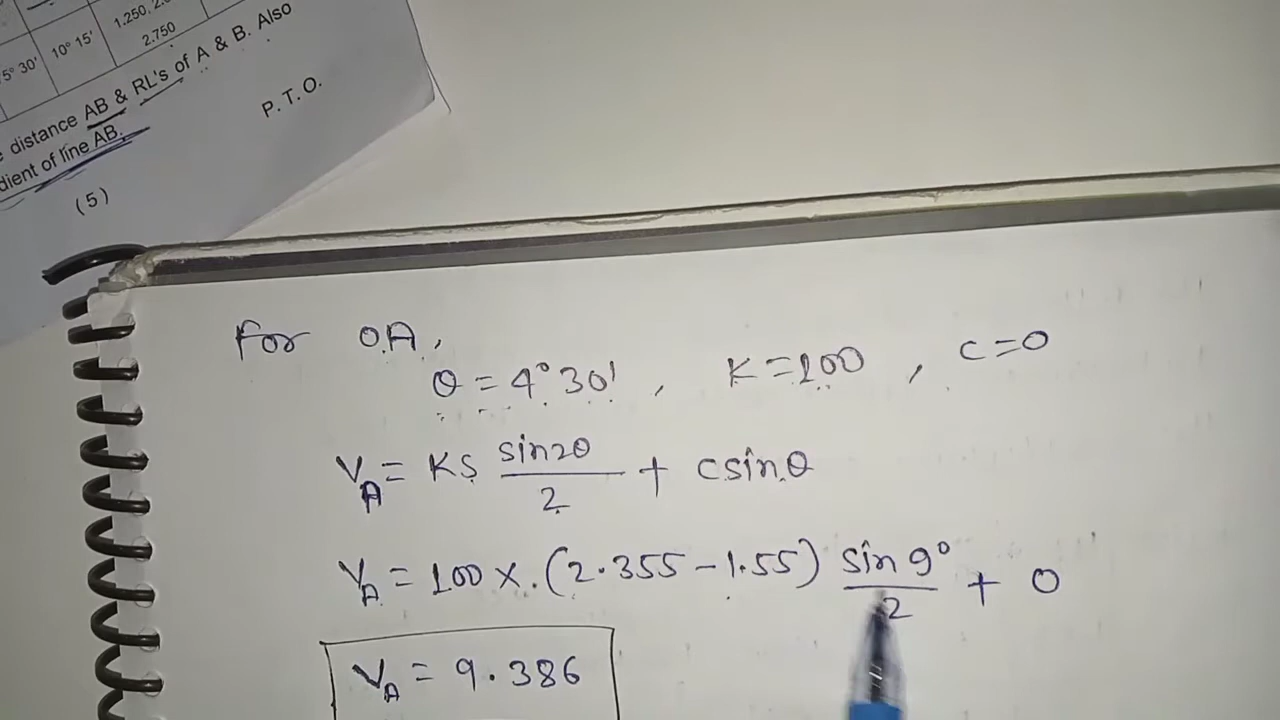 5° 30' 10° 15' 1.250, 2.
2.750
distance AB & RL's of A & B. Also
dient of line AB.
P. T. O.
(5)
For OA,
θ = 4°30' , K=100 , C=0
V_A = KS sin2θ/2 + C sinθ
V_A = 100 × (2.355 - 1.55) sin 9°/2 + 0
V_A = 9.386